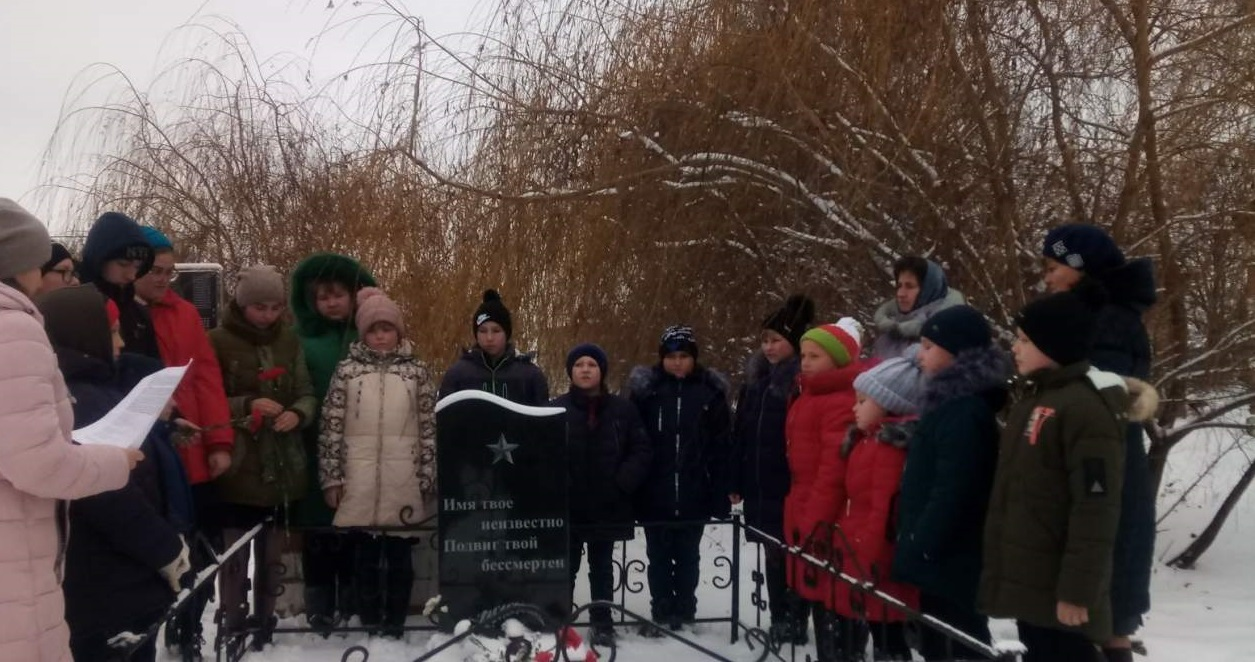 Имя твое
неизвестно
Подвиг твой
бессмертен